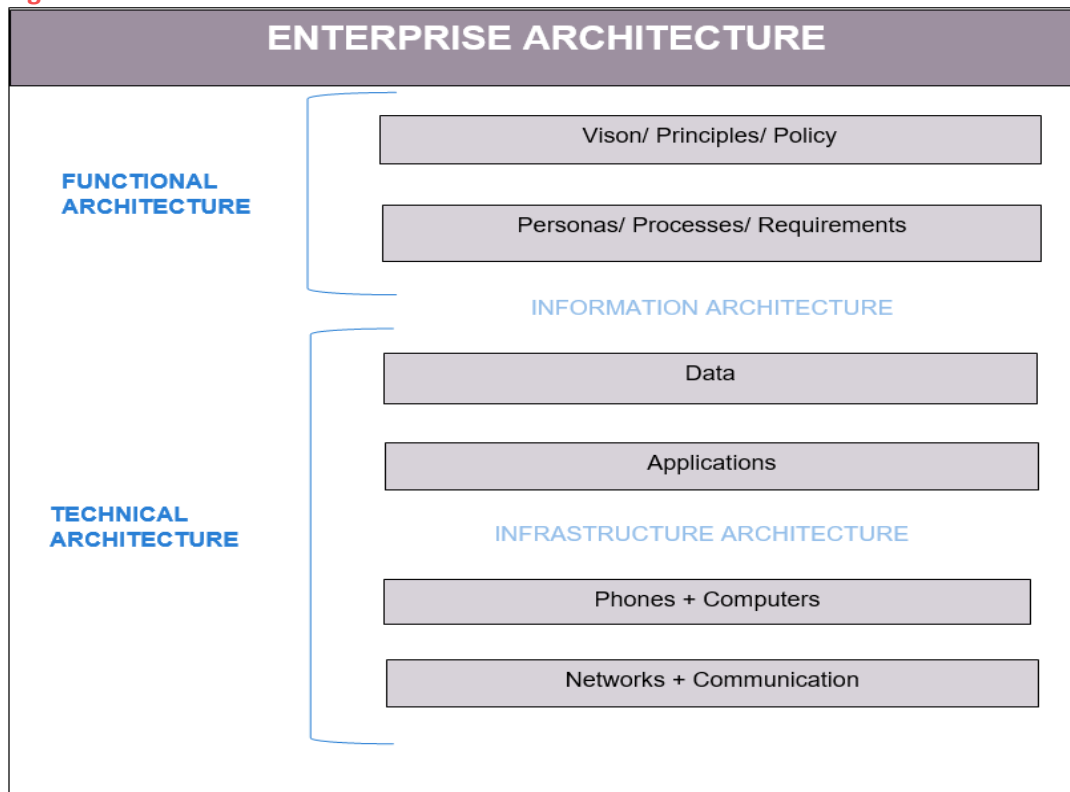 ENTERPRISE ARCHITECTURE
Vison/ Principles/ Policy
FUNCTIONAL
ARCHITECTURE
Personas/ Processes/ Requirements
INFORMATION ARCHITECTURE
Data
Applications
TECHNICAL
ARCHITECTURE
INFRASTRUCTURE ARCHITECTURE
Phones + Computers
Networks + Communication